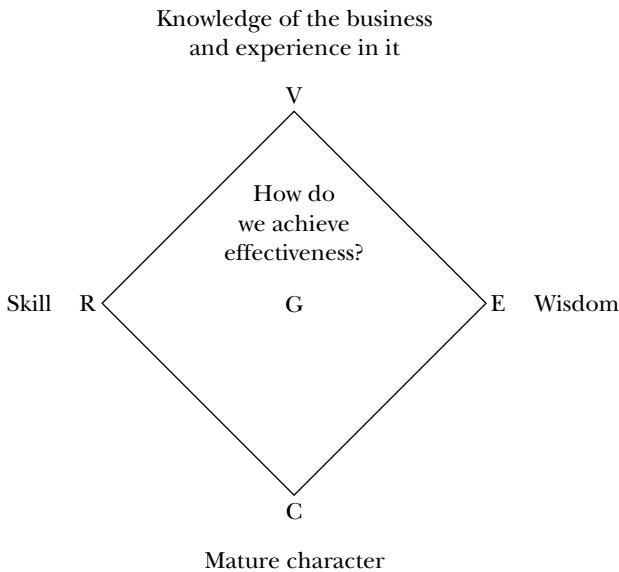 Knowledge of the business
and experience in it
V
How do
we achieve
effectiveness?
Skill R G E Wisdom
C
Mature character